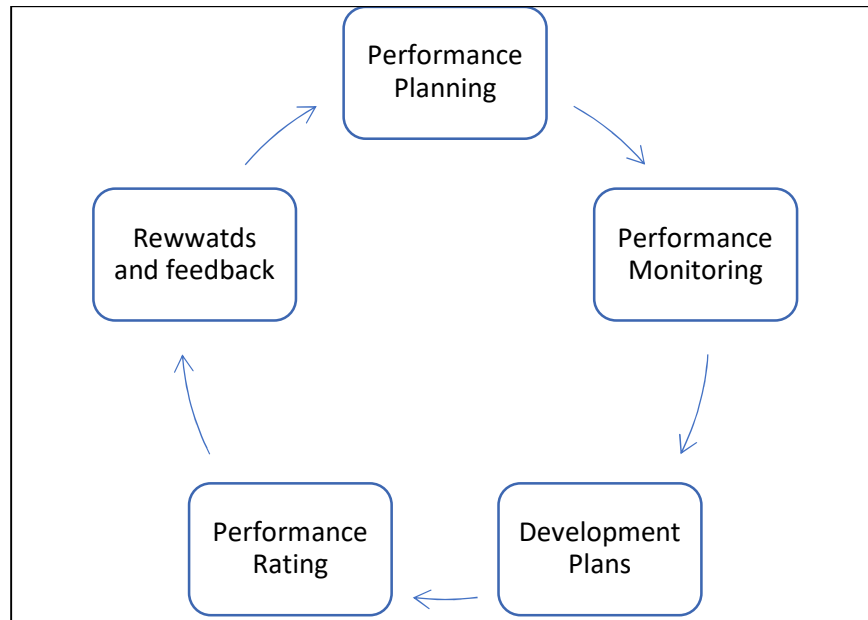 Performance
Planning
Performance
Monitoring
Development
Plans
Performance
Rating
Rewwatds
and feedback